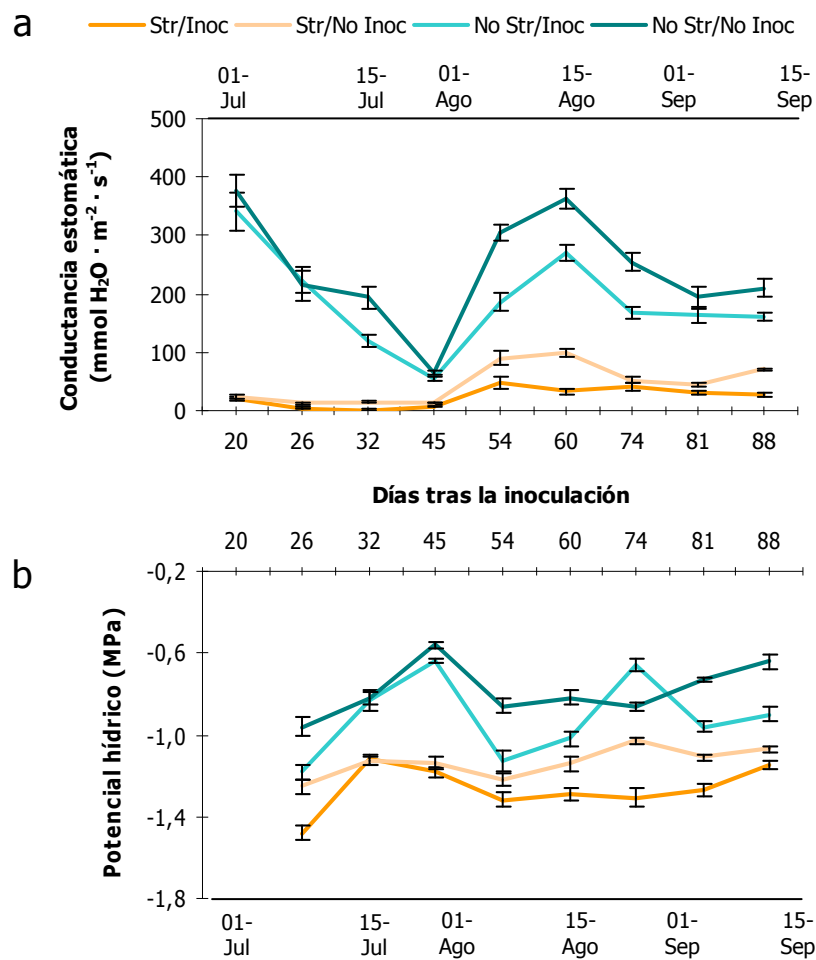 a
Str/Inoc Str/No Inoc No Str/Inoc No Str/No Inoc
01-Jul 15-Jul 01-Ago 15-Ago 01-Sep 15-Sep
Conductancia estomática
(mmol H₂O · m⁻² · s⁻¹)
500
400
300
200
100
0
20 26 32 45 54 60 74 81 88
Días tras la inoculación
20 26 32 45 54 60 74 81 88
b
Potencial hídrico (MPa)
-0,2
-0,6
-1,0
-1,4
-1,8
01-Jul 15-Jul 01-Ago 15-Ago 01-Sep 15-Sep